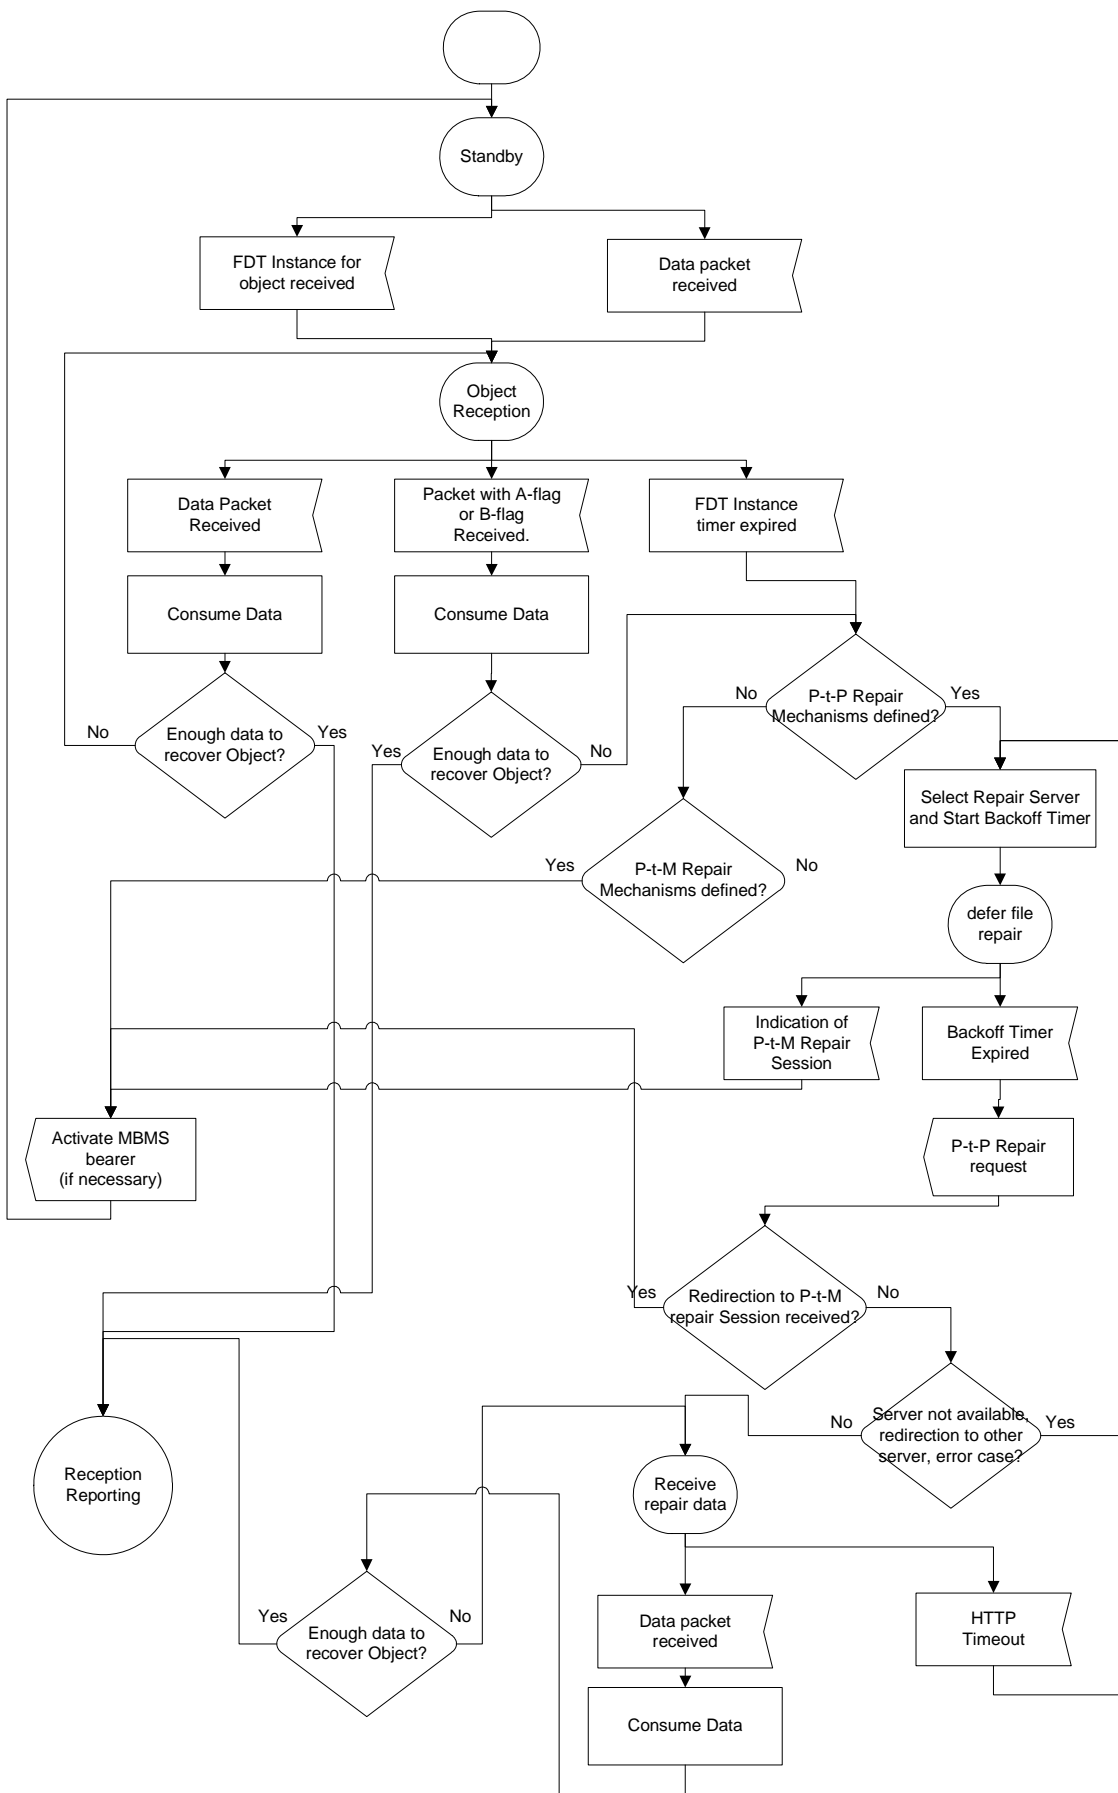 Standby
FDT Instance for
object received
Data packet
received
Object
Reception
Data Packet
Received
Packet with A-flag
or B-flag
Received.
FDT Instance
timer expired
Consume Data
Consume Data
No
P-t-P Repair
Mechanisms defined?
Yes
No
Enough data to
recover Object?
Yes
Yes
Enough data to
recover Object?
No
Select Repair Server
and Start Backoff Timer
Yes
P-t-M Repair
Mechanisms defined?
No
defer file
repair
Indication of
P-t-M Repair
Session
Backoff Timer
Expired
Activate MBMS
bearer
(if necessary)
P-t-P Repair
request
Yes
Redirection to P-t-M
repair Session received?
No
No
Server not available,
redirection to other
server, error case?
Yes
Reception
Reporting
Receive
repair data
Yes
Enough data to
recover Object?
No
Data packet
received
HTTP
Timeout
Consume Data